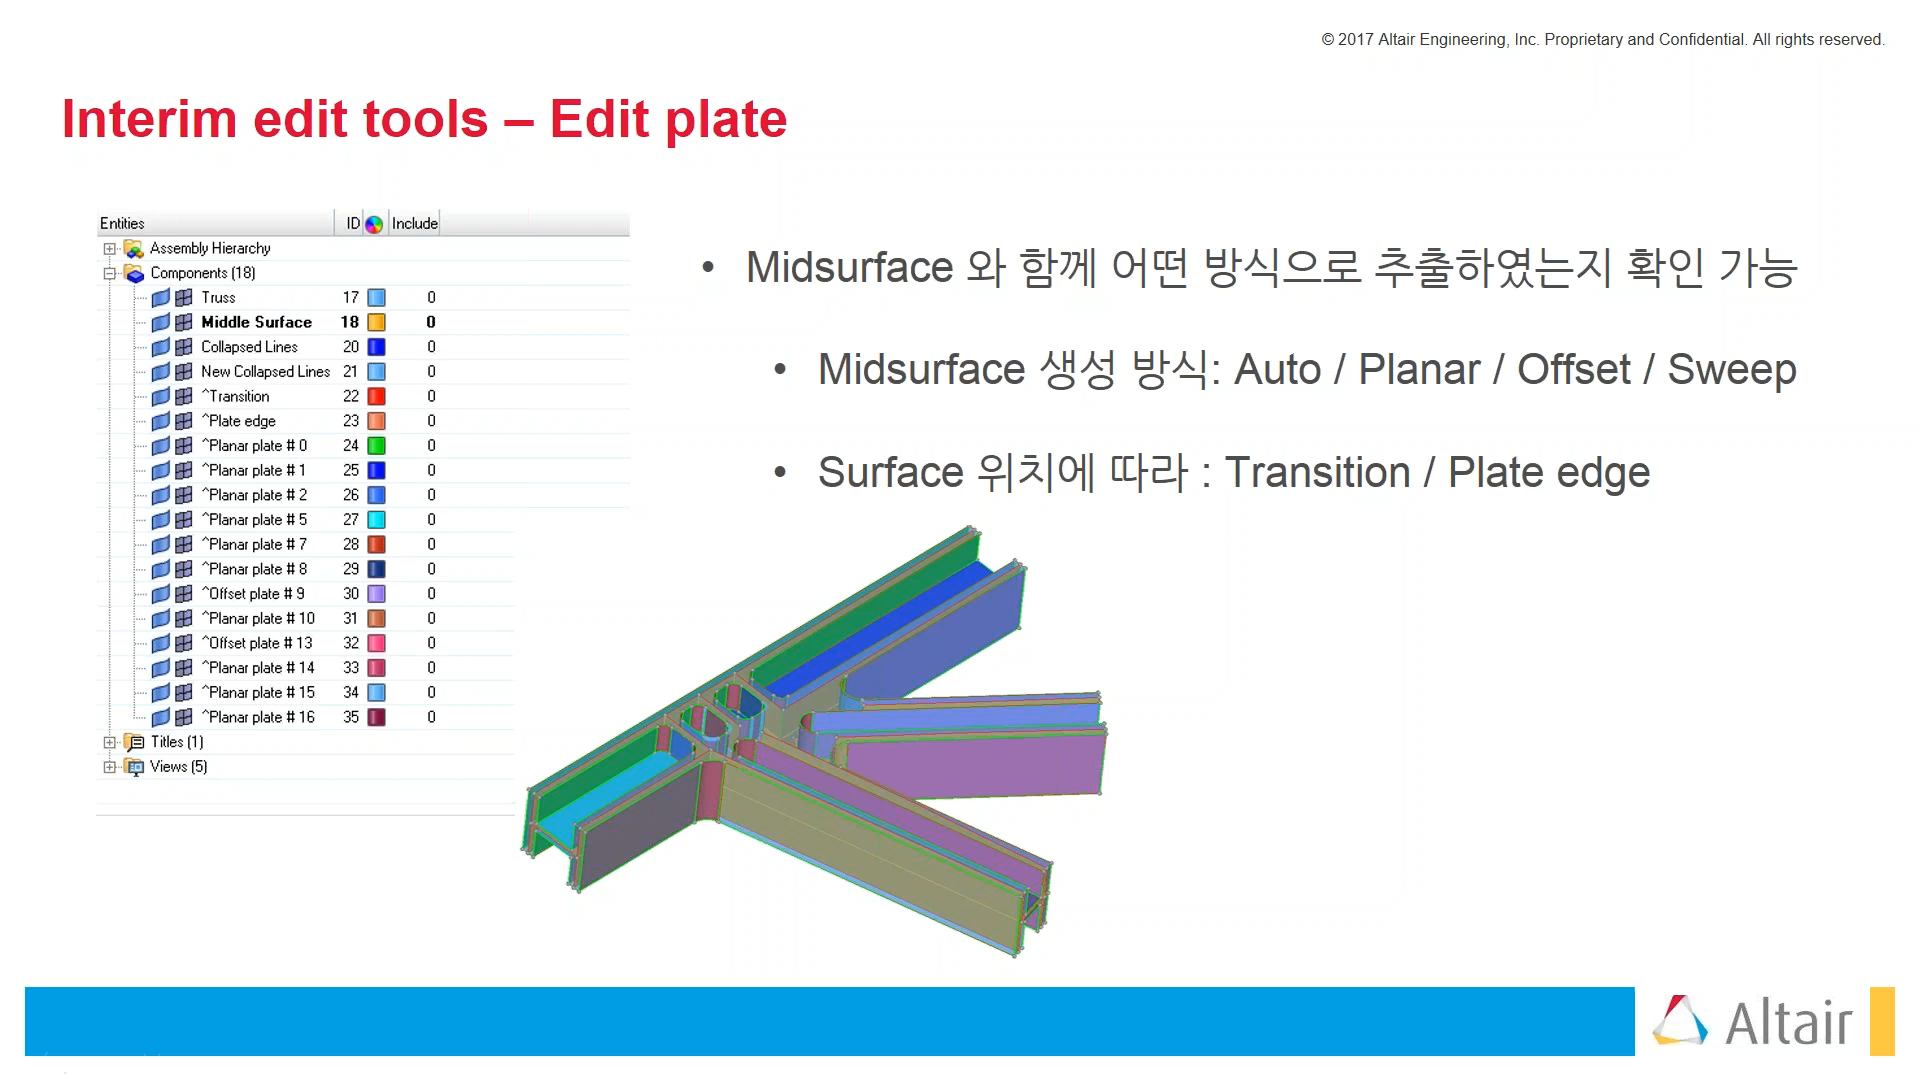 © 2017 Altair Engineering, Inc. Proprietary and Confidential. All rights reserved.
Interim edit tools – Edit plate
Entities ID Include
Assembly Hierarchy
Components (18)
Truss 17 0
Middle Surface 18 0
Collapsed Lines 20 0
New Collapsed Lines 21 0
^Transition 22 0
^Plate edge 23 0
^Planar plate # 0 24 0
^Planar plate # 1 25 0
^Planar plate # 2 26 0
^Planar plate # 5 27 0
^Planar plate # 7 28 0
^Planar plate # 8 29 0
^Offset plate # 9 30 0
^Planar plate # 10 31 0
^Offset plate # 13 32 0
^Planar plate # 14 33 0
^Planar plate # 15 34 0
^Planar plate # 16 35 0
Titles (1)
Views (5)
• Midsurface 와 함께 어떤 방식으로 추출하였는지 확인 가능
• Midsurface 생성 방식: Auto / Planar / Offset / Sweep
• Surface 위치에 따라 : Transition / Plate edge
Altair